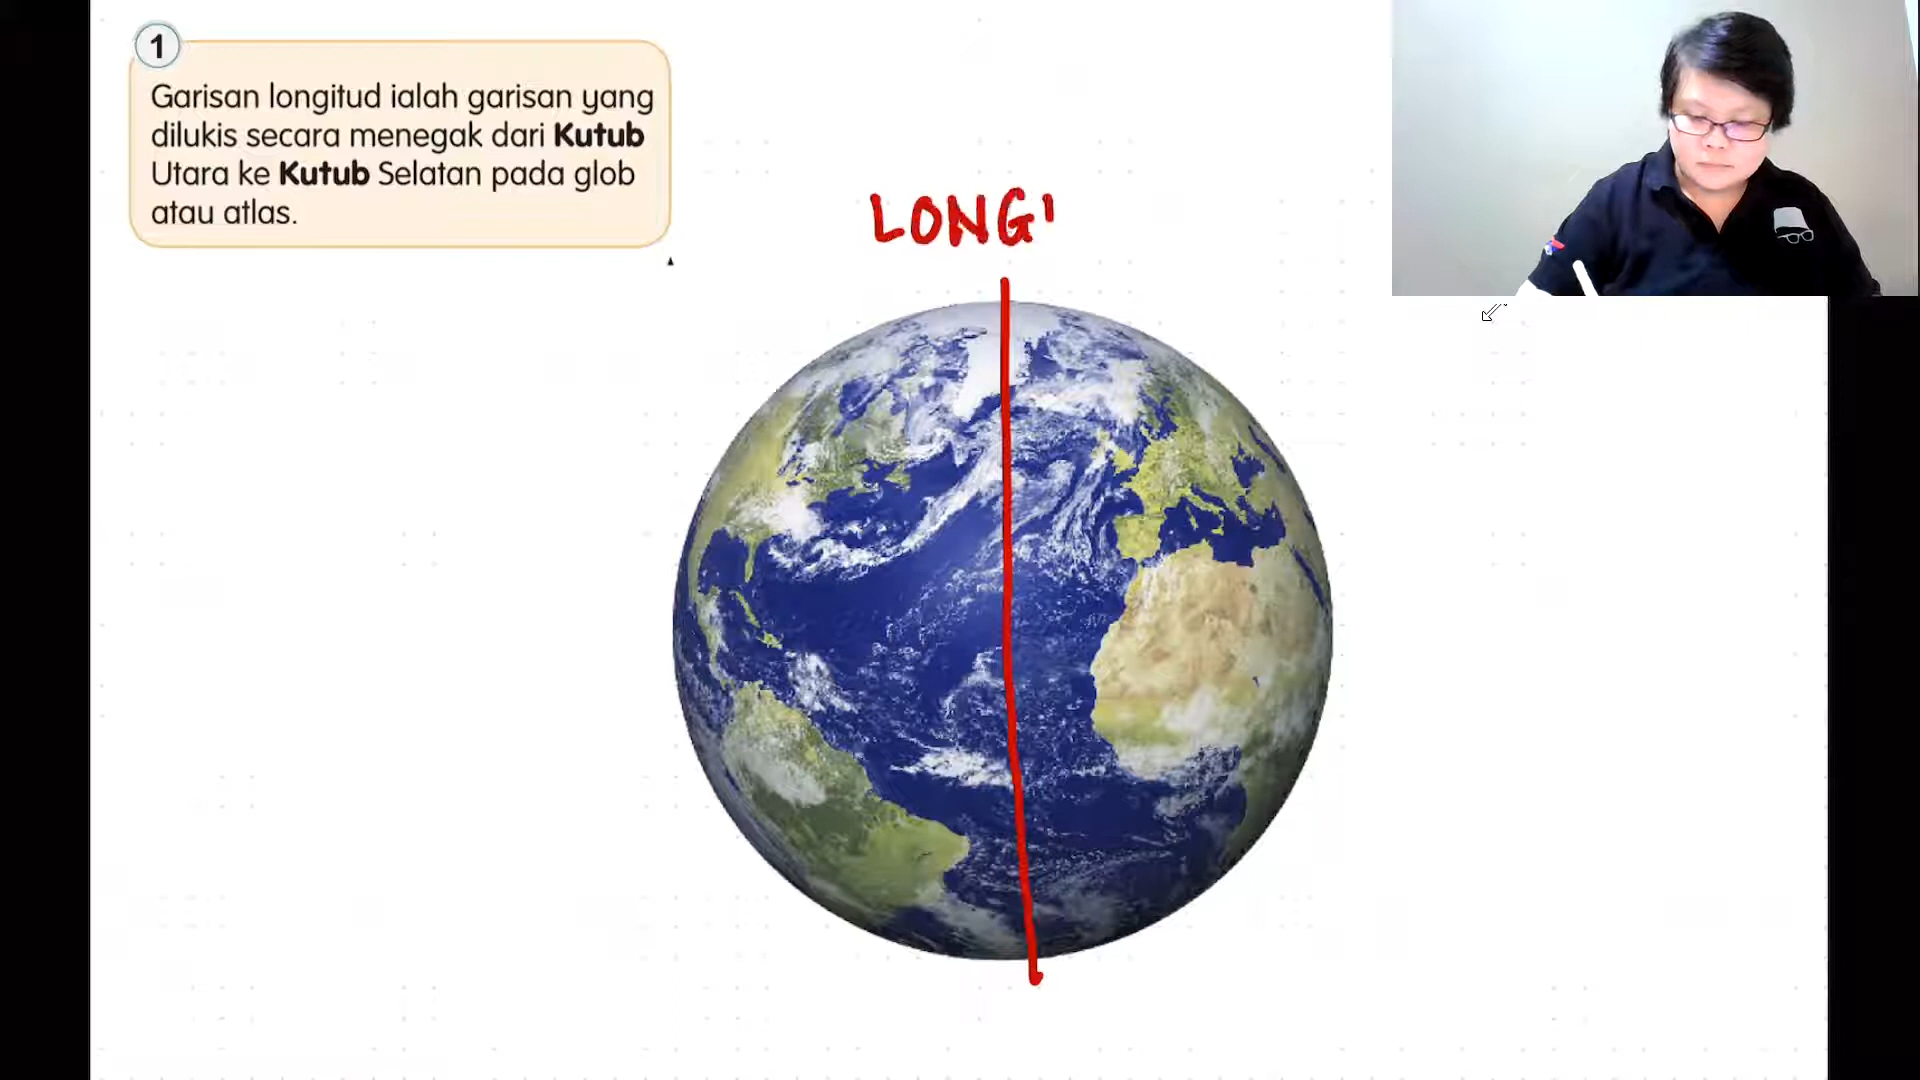 1
Garisan longitud ialah garisan yang
dilukis secara menegak dari Kutub
Utara ke Kutub Selatan pada glob
atau atlas.
LONGI